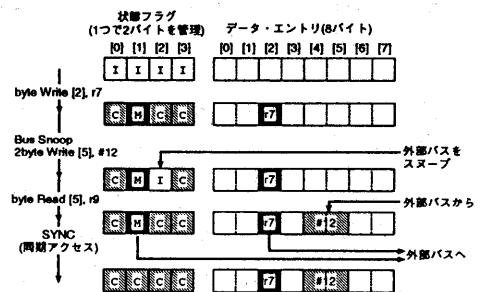 状態フラグ
(1つで2バイトを管理)
データ・エントリ(8バイト)
[0] [1] [2] [3]
[0] [1] [2] [3] [4] [5] [6] [7]
I I I I
byte Write [2], r7
C M C C
r7
Bus Snoop
2byte Write [5], #12
外部バスを
スヌープ
C M I C
r7
byte Read [5], r9
外部バスから
C M C C
r7 #12
SYNC
(同期アクセス)
外部バスへ
C C C C
r7 #12